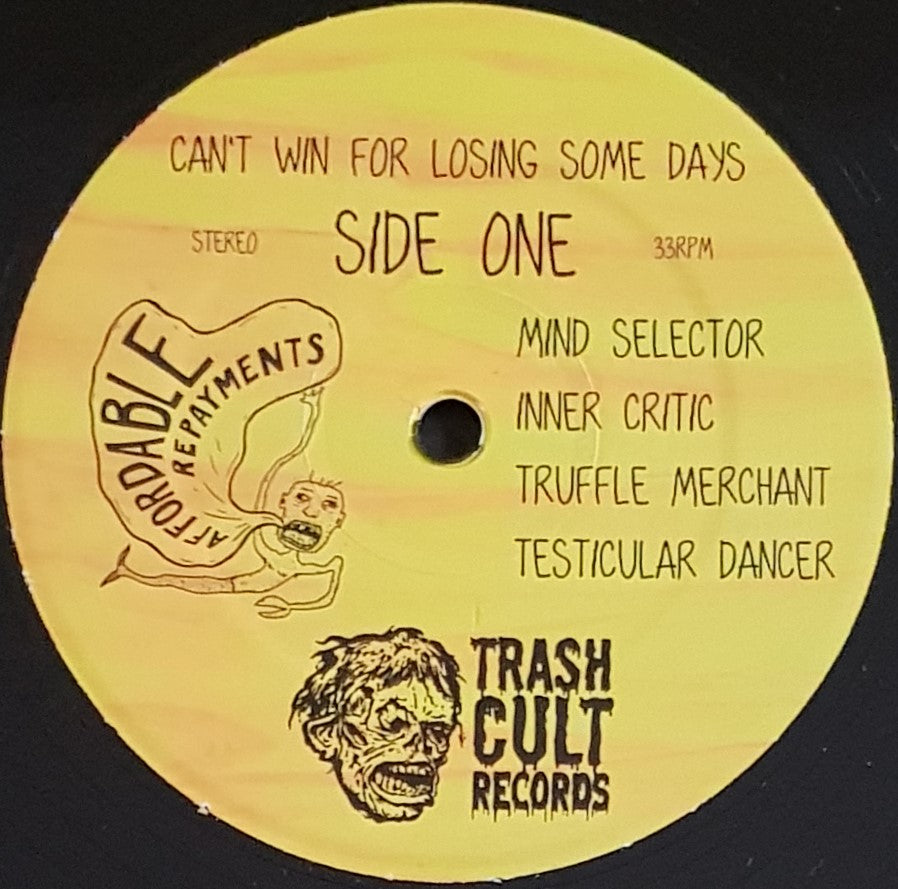 CAN'T WIN FOR LOSING SOME DAYS
STEREO SIDE ONE 33RPM
AFFORDABLE
REPAYMENTS
MIND SELECTOR
INNER CRITIC
TRUFFLE MERCHANT
TESTICULAR DANCER
TRASH
CULT
RECORDS